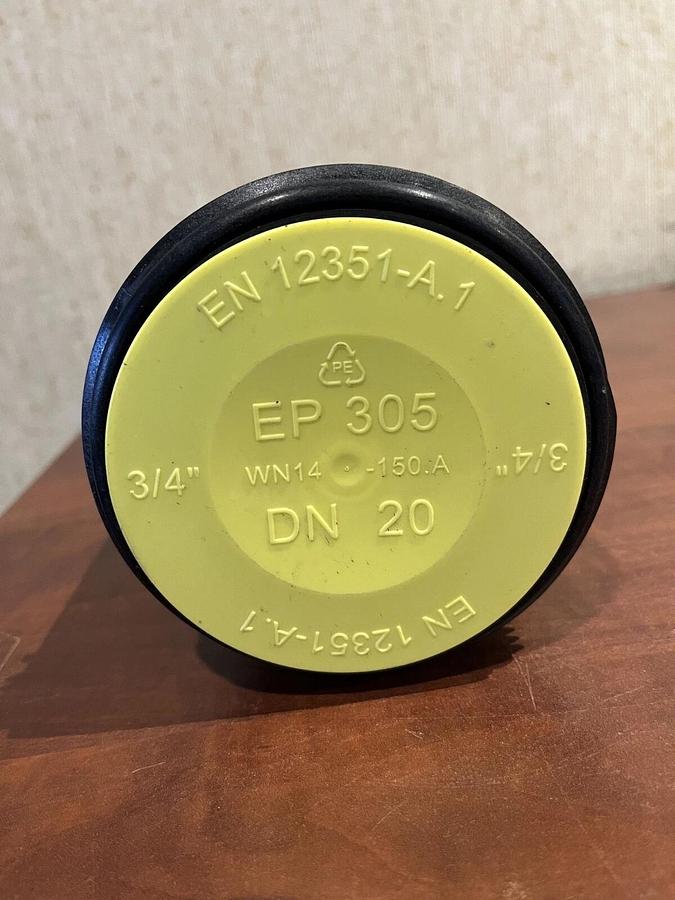 EN 12351-A.1
PE
EP 305
3/4" WN14 -150.A 3/4"
DN 20
EN 12351-A.1